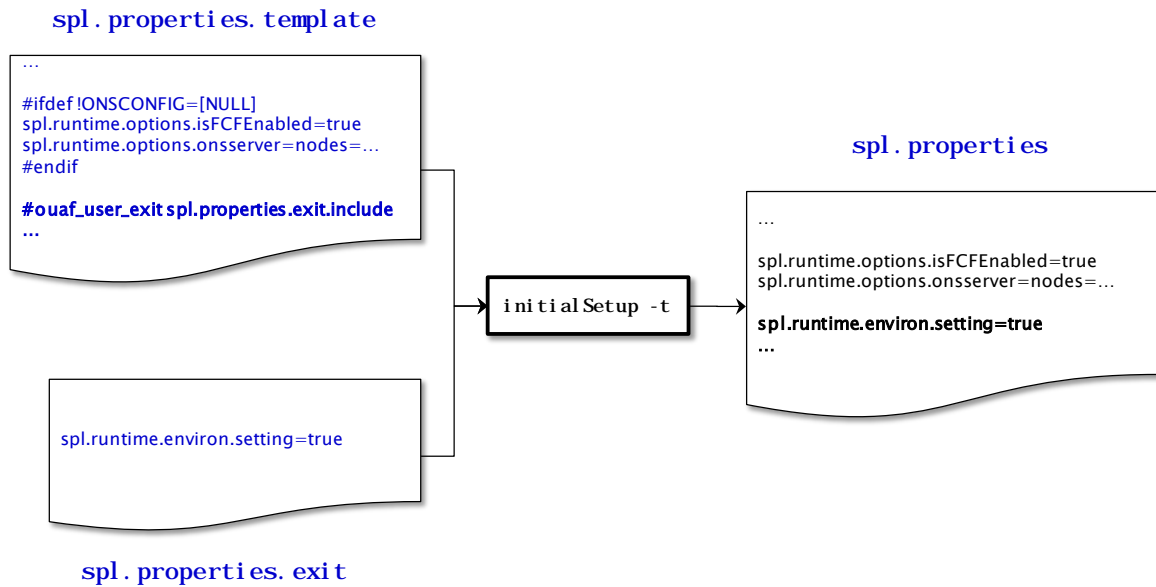 spl.properties.template
...
#ifdef !ONSCONFIG=[NULL]
spl.runtime.options.isFCFEnabled=true
spl.runtime.options.onsserver=nodes=...
#endif
#ouaf_user_exit spl.properties.exit.include
...
spl.runtime.environ.setting=true
spl.properties.exit
initialSetup -t
spl.properties
...
spl.runtime.options.isFCFEnabled=true
spl.runtime.options.onsserver=nodes=...
spl.runtime.environ.setting=true
...